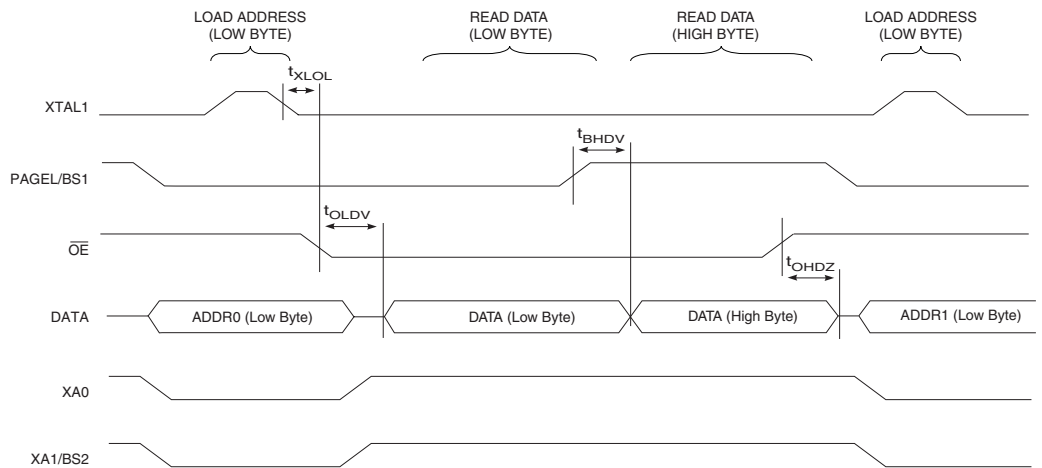 LOAD ADDRESS
(LOW BYTE)
READ DATA
(LOW BYTE)
READ DATA
(HIGH BYTE)
LOAD ADDRESS
(LOW BYTE)
tXLOL
XTAL1
tBHDV
PAGEL/BS1
tOLDV
OE
tOHDZ
DATA
ADDR0 (Low Byte)
DATA (Low Byte)
DATA (High Byte)
ADDR1 (Low Byte)
XA0
XA1/BS2